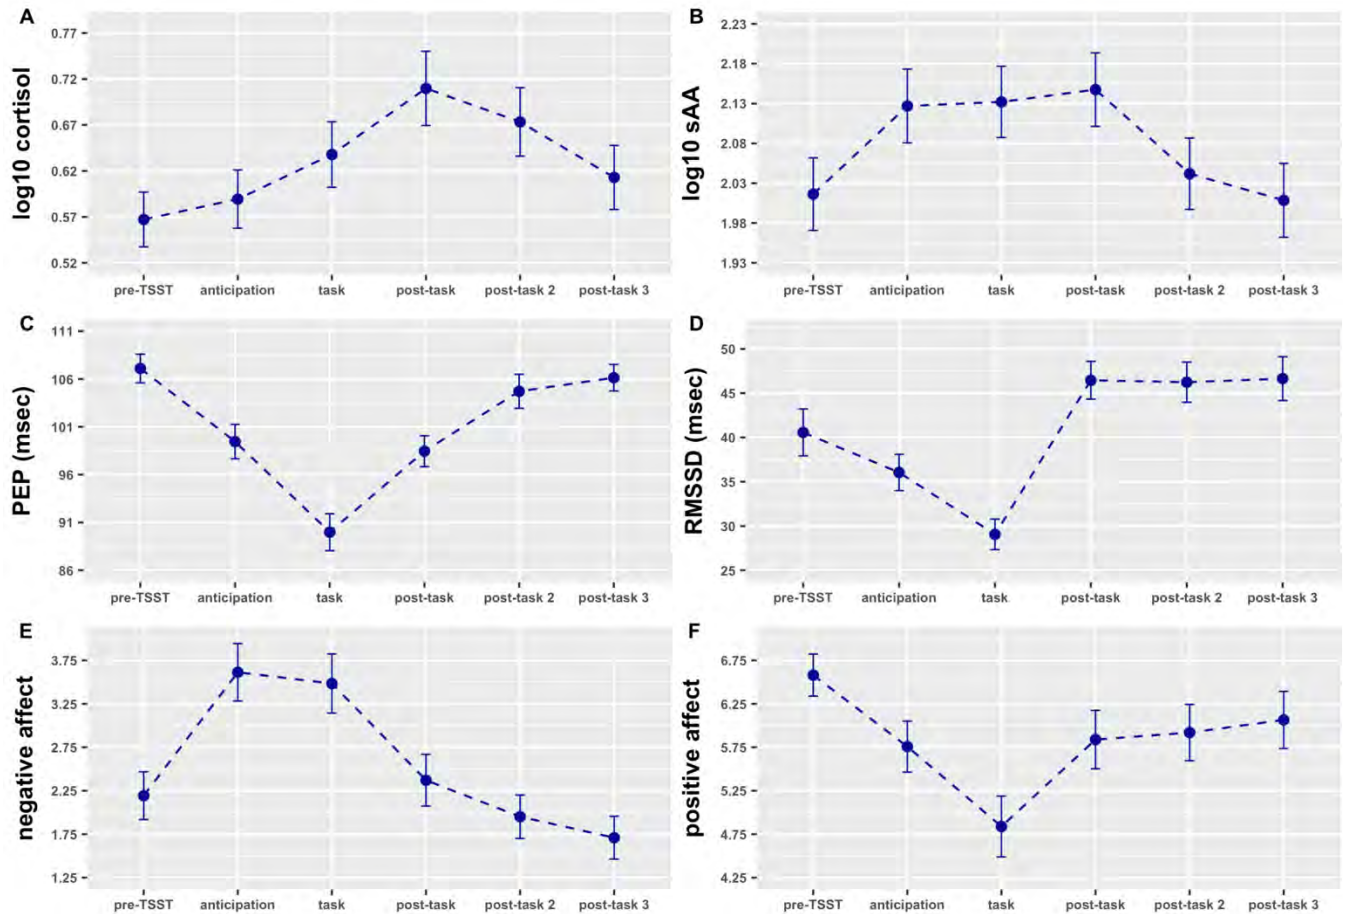 A
log10 cortisol
0.77
0.72
0.67
0.62
0.57
0.52
pre-TSST anticipation task post-task post-task 2 post-task 3
B
log10 sAA
2.23
2.18
2.13
2.08
2.03
1.98
1.93
pre-TSST anticipation task post-task post-task 2 post-task 3
C
PEP (msec)
111
106
101
96
91
86
pre-TSST anticipation task post-task post-task 2 post-task 3
D
RMSSD (msec)
50
45
40
35
30
25
pre-TSST anticipation task post-task post-task 2 post-task 3
E
negative affect
3.75
3.25
2.75
2.25
1.75
1.25
pre-TSST anticipation task post-task post-task 2 post-task 3
F
positive affect
6.75
6.25
5.75
5.25
4.75
4.25
pre-TSST anticipation task post-task post-task 2 post-task 3